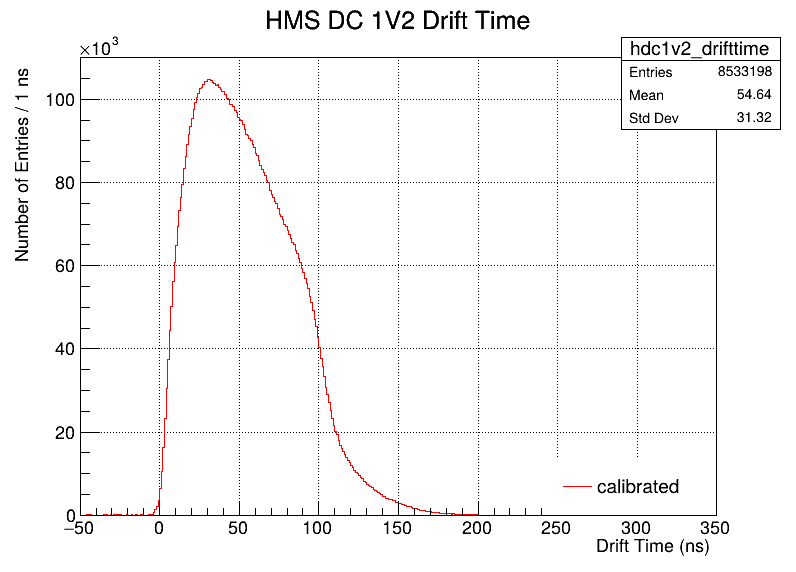 HMS DC 1V2 Drift Time
×10³
hdc1v2_drifttime
Entries 8533198
Mean 54.64
Std Dev 31.32
Number of Entries / 1 ns
100
80
60
40
20
0
−50 0 50 100 150 200 250 300 350
calibrated
Drift Time (ns)